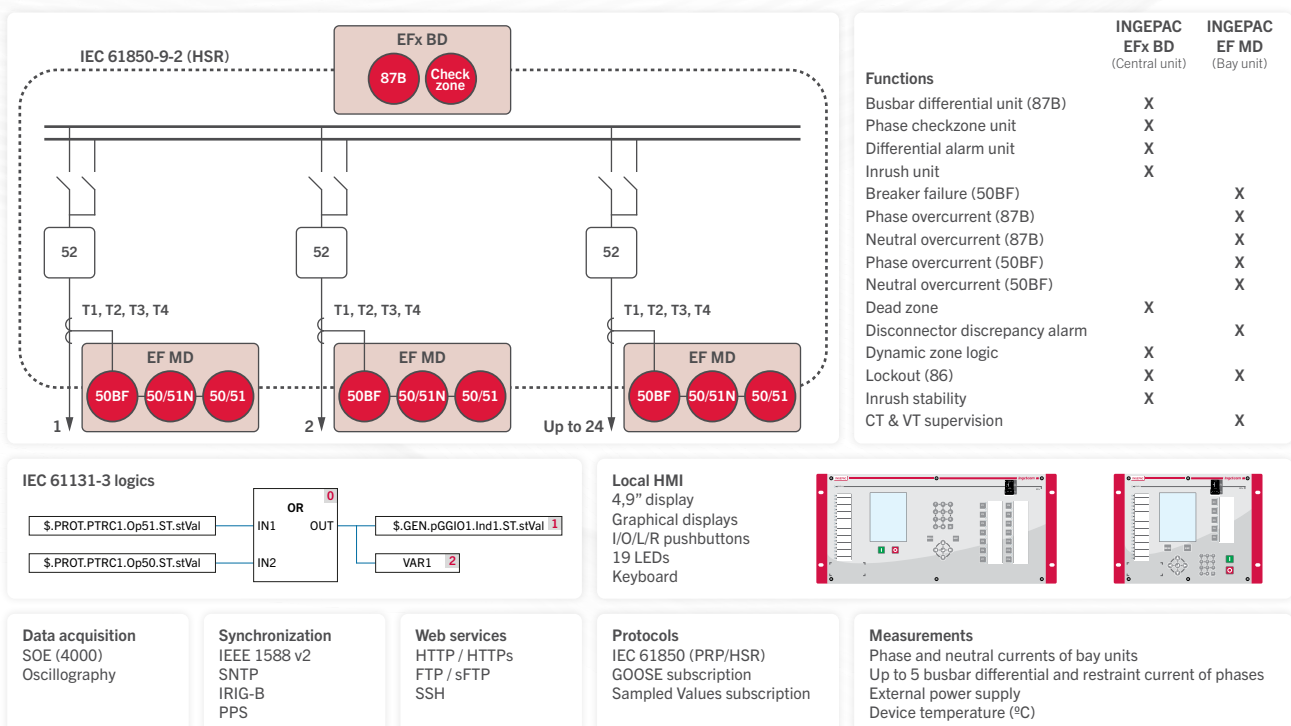 IEC 61850-9-2 (HSR)
EFx BD
87B
Check
zone
52
52
52
T1, T2, T3, T4
T1, T2, T3, T4
T1, T2, T3, T4
EF MD
50BF
50/51N
50/51
EF MD
50BF
50/51N
50/51
EF MD
50BF
50/51N
50/51
1
2
Up to 24
INGEPAC
EFx BD
(Central unit)
INGEPAC
EF MD
(Bay unit)
Functions
Busbar differential unit (87B) X
Phase checkzone unit X
Differential alarm unit X
Inrush unit X
Breaker failure (50BF) X
Phase overcurrent (87B) X
Neutral overcurrent (87B) X
Phase overcurrent (50BF) X
Neutral overcurrent (50BF) X
Dead zone X
Disconnector discrepancy alarm X
Dynamic zone logic X
Lockout (86) X X
Inrush stability X
CT & VT supervision X
IEC 61131-3 logics
0
OR
$.PROT.PTRC1.Op51.ST.stVal IN1 OUT $.GEN.pGGIO1.Ind1.ST.stVal 1
$.PROT.PTRC1.Op50.ST.stVal IN2 VAR1 2
Local HMI
4,9” display
Graphical displays
I/O/L/R pushbuttons
19 LEDs
Keyboard
Data acquisition
SOE (4000)
Oscillography
Synchronization
IEEE 1588 v2
SNTP
IRIG-B
PPS
Web services
HTTP / HTTPs
FTP / sFTP
SSH
Protocols
IEC 61850 (PRP/HSR)
GOOSE subscription
Sampled Values subscription
Measurements
Phase and neutral currents of bay units
Up to 5 busbar differential and restraint current of phases
External power supply
Device temperature (ºC)